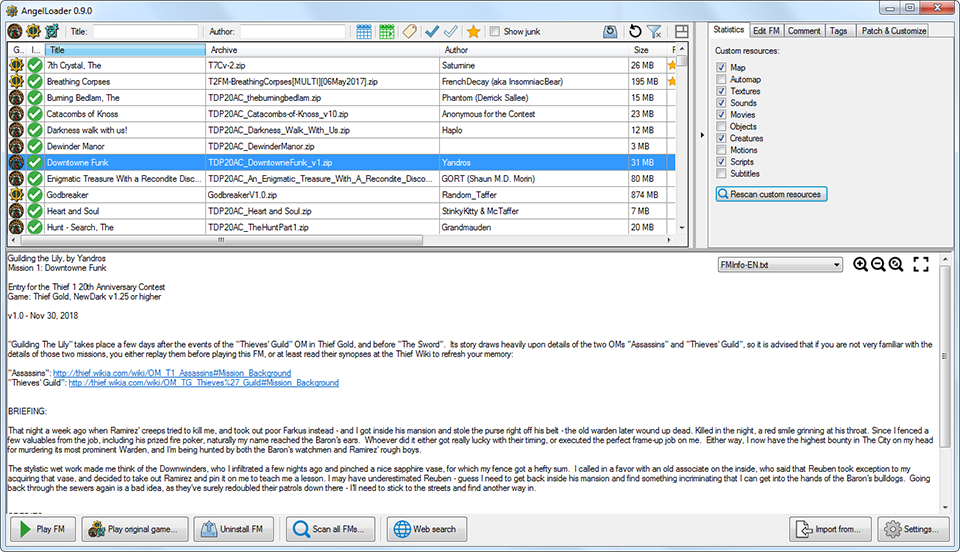 AngelLoader 0.9.0
Title:
Author:
Show junk
G..
I...
Title
Archive
Author
Size
F
7th Crystal, The T7Cv-2.zip Saturnine 26 MB
Breathing Corpses T2FM-BreathingCorpses[MULTI][06May2017].zip FrenchDecay (aka InsomniacBear) 195 MB
Burning Bedlam, The TDP20AC_theburningbedlam.zip Phantom (Derrick Sallee) 15 MB
Catacombs of Knoss TDP20AC_Catacombs-of-Knoss_v10.zip Anonymous for the Contest 23 MB
Darkness walk with us! TDP20AC_Darkness_Walk_With_Us.zip Haplo 12 MB
Dewinder Manor TDP20AC_DewinderManor.zip 3 MB
Downtowne Funk TDP20AC_DowntowneFunk_v1.zip Yandros 31 MB
Enigmatic Treasure With a Recondite Disc... TDP20AC_An_Enigmatic_Treasure_With_A_Recondite_Disco... GORT (Shaun M.D. Morin) 80 MB
Godbreaker GodbreakerV1.0.zip Random_Taffer 874 MB
Heart and Soul TDP20AC_Heart and Soul.zip StinkyKitty & McTaffer 7 MB
Hunt - Search, The TDP20AC_TheHuntPart1.zip Grandmauden 20 MB
Statistics
Edit FM
Comment
Tags
Patch & Customize
Custom resources:
Map
Automap
Textures
Sounds
Movies
Objects
Creatures
Motions
Scripts
Subtitles
Rescan custom resources
FMInfo-EN.txt
Guilding the Lily, by Yandros
Mission 1: Downtowne Funk
Entry for the Thief 1 20th Anniversary Contest
Game: Thief Gold, NewDark v1.25 or higher
v1.0 - Nov 30, 2018
"Guilding The Lily" takes place a few days after the events of the "Thieves' Guild" OM in Thief Gold, and before "The Sword". Its story draws heavily upon details of the two OMs "Assassins" and "Thieves' Guild", so it is advised that if you are not very familiar with the
details of those two missions, you either replay them before playing this FM, or at least read their synopses at the Thief Wiki to refresh your memory:
"Assassins": http://thief.wikia.com/wiki/OM_T1_Assassins#Mission_Background
"Thieves' Guild": http://thief.wikia.com/wiki/OM_TG_Thieves%27_Guild#Mission_Background
BRIEFING:
That night a week ago when Ramirez' creeps tried to kill me, and took out poor Farkus instead - and I got inside his mansion and stole the purse right off his belt - the old warden later wound up dead. Killed in the night, a red smile grinning at his throat. Since I fenced a
few valuables from the job, including his prized fire poker, naturally my name reached the Baron's ears. Whoever did it either got really lucky with their timing, or executed the perfect frame-up job on me. Either way, I now have the highest bounty in The City on my head
for murdering its most prominent Warden, and I'm being hunted by both the Baron's watchmen and Ramirez' rough boys.
The stylistic wet work made me think of the Downwinders, who I infiltrated a few nights ago and pinched a nice sapphire vase, for which my fence got a hefty sum. I called in a favor with an old associate on the inside, who said that Reuben took exception to my
acquiring that vase, and decided to take out Ramirez and pin it on me to teach me a lesson. I may have underestimated Reuben - guess I need to get back inside his mansion and find something incriminating that I can get into the hands of the Baron's bulldogs. Going
back through the sewers again is a bad idea, as they've surely redoubled their patrols down there - I'll need to stick to the streets and find another way in.
Play FM
Play original game...
Uninstall FM
Scan all FMs...
Web search
Import from...
Settings...